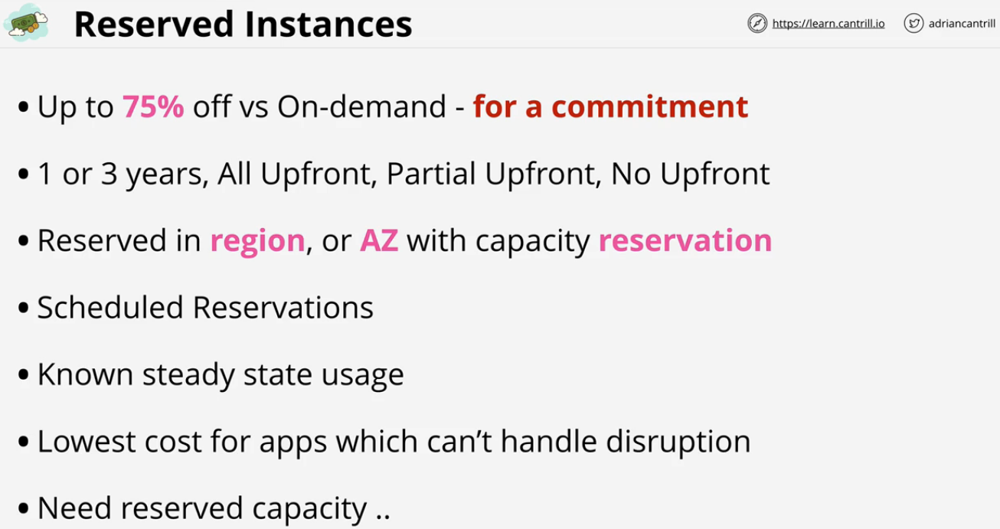 Reserved Instances
https://learn.cantrill.io
adriancantrill
• Up to 75% off vs On-demand - for a commitment
• 1 or 3 years, All Upfront, Partial Upfront, No Upfront
• Reserved in region, or AZ with capacity reservation
• Scheduled Reservations
• Known steady state usage
• Lowest cost for apps which can’t handle disruption
• Need reserved capacity ..